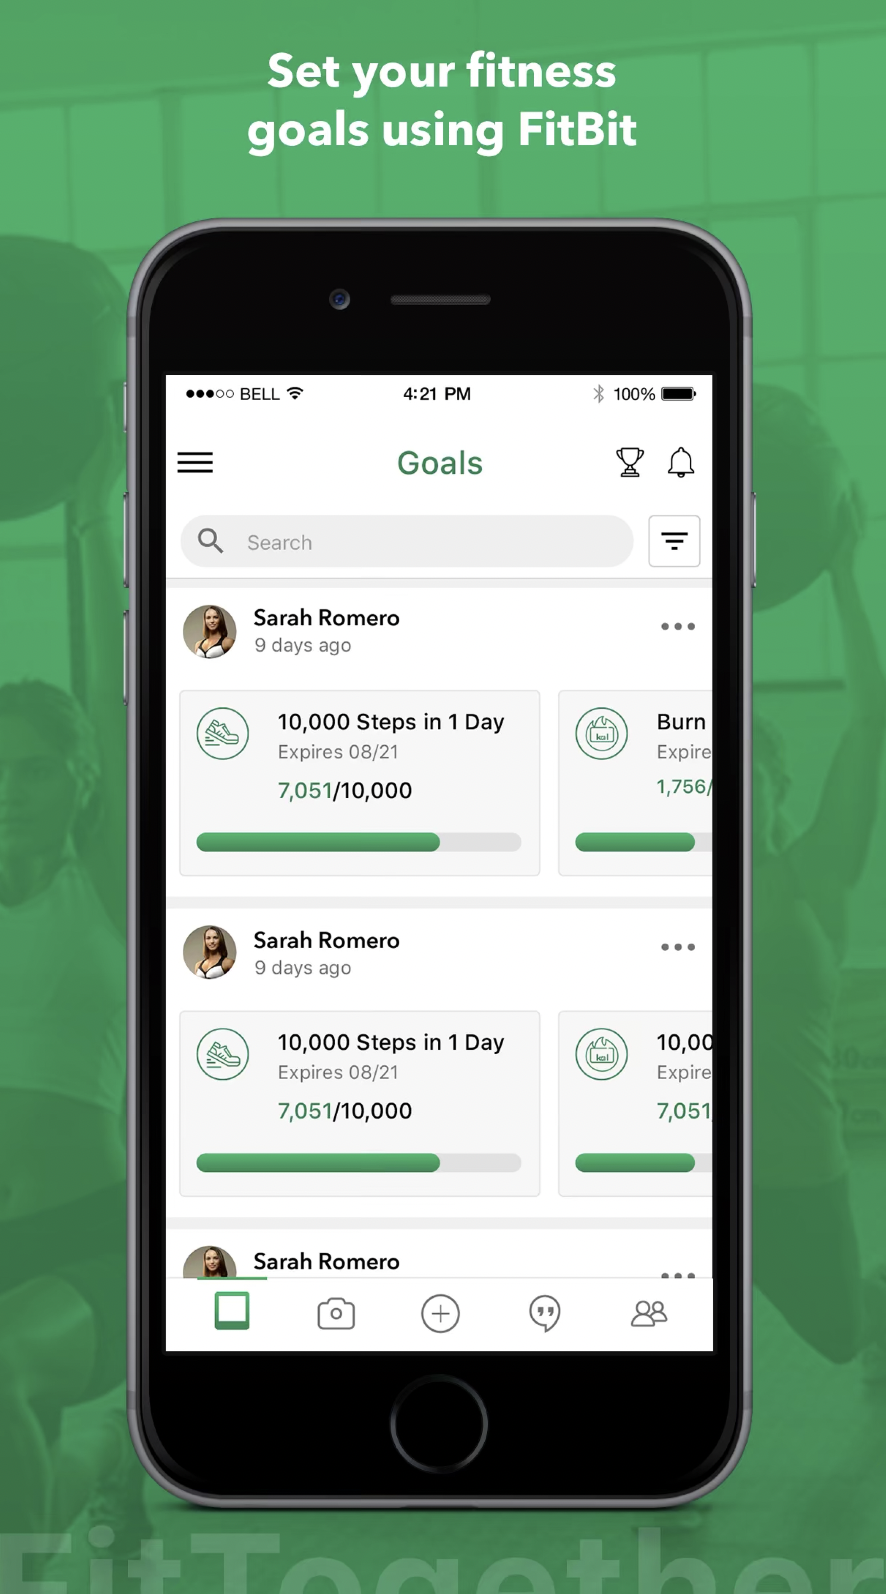 Set your fitness
goals using FitBit
BELL 4:21 PM 100%
Goals
Search
Sarah Romero
9 days ago
10,000 Steps in 1 Day Burn
Expires 08/21 Expire
7,051/10,000 1,756/
kal
Sarah Romero
9 days ago
10,000 Steps in 1 Day 10,00
Expires 08/21 Expire
7,051/10,000 7,051
kal
Sarah Romero
FitTogether